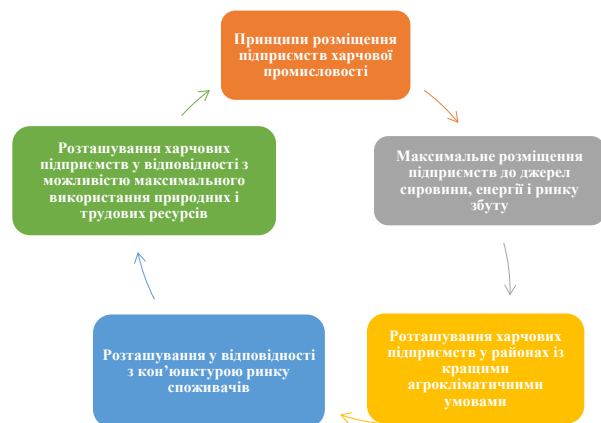 Принципи розміщення
підприємств харчової
промисловості
Максимальне розміщення
підприємств до джерел
сировини, енергії і ринку
збуту
Розташування харчових
підприємств у районах із
кращими
агрокліматичними
умовами
Розташування у відповідності
з кон’юнктурою ринку
споживачів
Розташування харчових
підприємств у відповідності з
можливістю максимального
використання природних і
трудових ресурсів